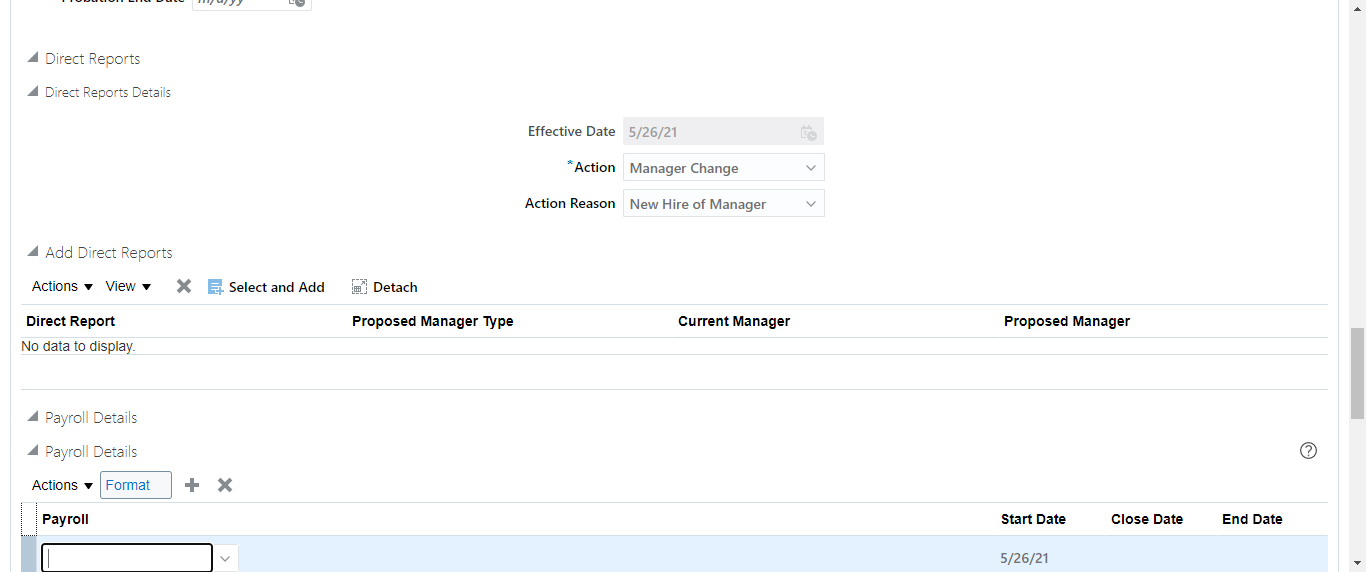 Probation End Date m/d/yy
Direct Reports
Direct Reports Details
Effective Date 5/26/21
*Action Manager Change
Action Reason New Hire of Manager
Add Direct Reports
Actions View Select and Add Detach
Direct Report Proposed Manager Type Current Manager Proposed Manager
No data to display.
Payroll Details
Payroll Details
Actions Format
Payroll Start Date Close Date End Date
5/26/21